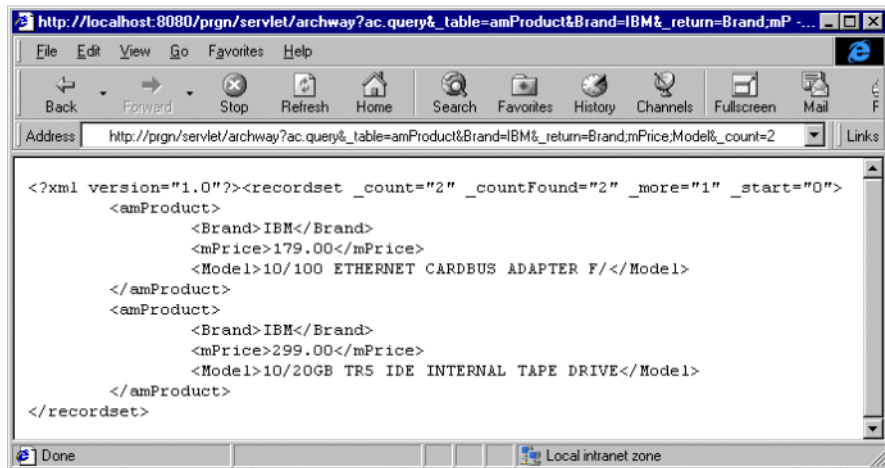 http://localhost:8080/prgn/servlet/archway?ac.query&_table=amProduct&Brand=IBM&_return=Brand;mP -...
File Edit View Go Favorites Help
Back Forward Stop Refresh Home Search Favorites History Channels Fullscreen Mail F
Address http://prgn/servlet/archway?ac.query&_table=amProduct&Brand=IBM&_return=Brand;mPrice;Model&_count=2 Links
<?xml version="1.0"?><recordset _count="2" _countFound="2" _more="1" _start="0">
<amProduct>
<Brand>IBM</Brand>
<mPrice>179.00</mPrice>
<Model>10/100 ETHERNET CARDBUS ADAPTER F/</Model>
</amProduct>
<amProduct>
<Brand>IBM</Brand>
<mPrice>299.00</mPrice>
<Model>10/20GB TR5 IDE INTERNAL TAPE DRIVE</Model>
</amProduct>
</recordset>
Done Local intranet zone